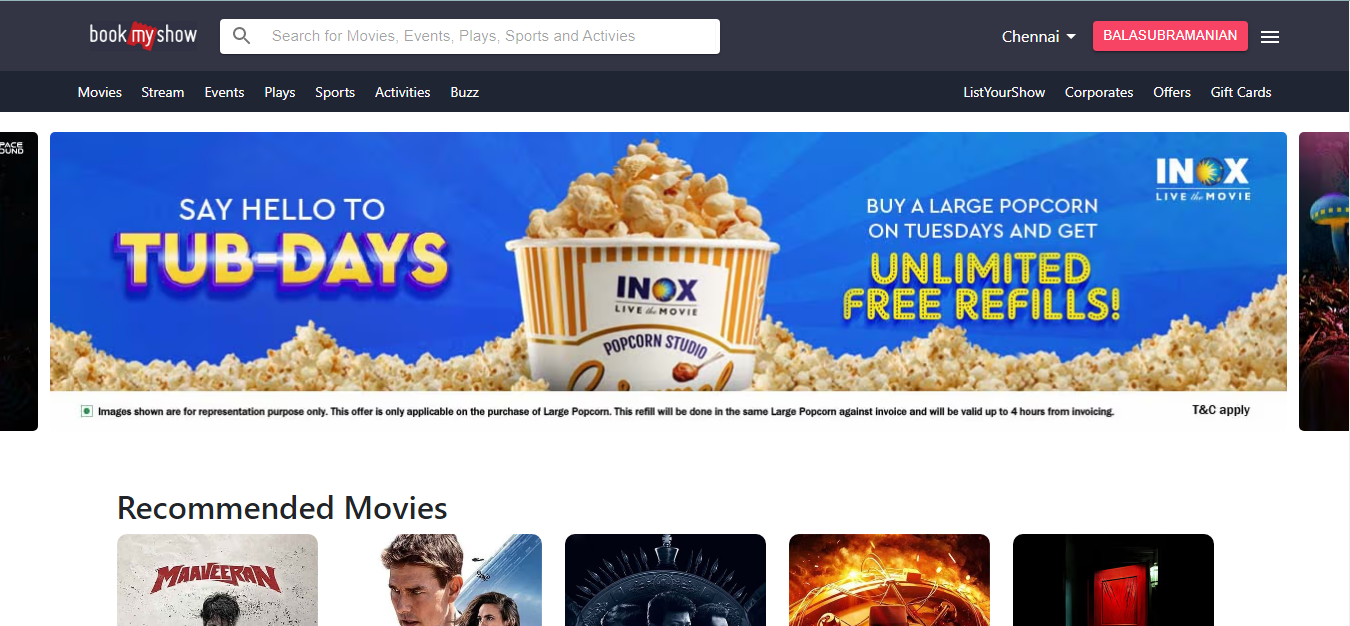 book my show
Search for Movies, Events, Plays, Sports and Activies
Chennai
BALASUBRAMANIAN
Movies Stream Events Plays Sports Activities Buzz
ListYourShow Corporates Offers Gift Cards
PACE
OUND
SAY HELLO TO
TUB-DAYS
INOX
LIVE the MOVIE
POPCORN STUDIO
Caramel
BUY A LARGE POPCORN
ON TUESDAYS AND GET
UNLIMITED
FREE REFILLS!
INOX
LIVE the MOVIE
Images shown are for representation purpose only. This offer is only applicable on the purchase of Large Popcorn. This refill will be done in the same Large Popcorn against invoice and will be valid up to 4 hours from invoicing.
T&C apply
Recommended Movies
MAAVEERAN